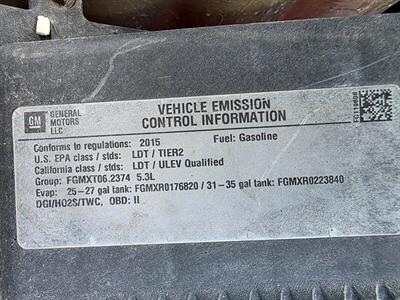 GM
GENERAL
MOTORS
LLC
VEHICLE EMISSION
CONTROL INFORMATION
Conforms to regulations: 2015 Fuel: Gasoline
U.S. EPA class / stds: LDT / TIER2
California class / stds: LDT / ULEV Qualified
Group: FGMXT06.2374 5.3L
Evap: 25-27 gal tank: FGMXR0176820 / 31-35 gal tank: FGMXR0223840
DGI/HO2S/TWC, OBD: II